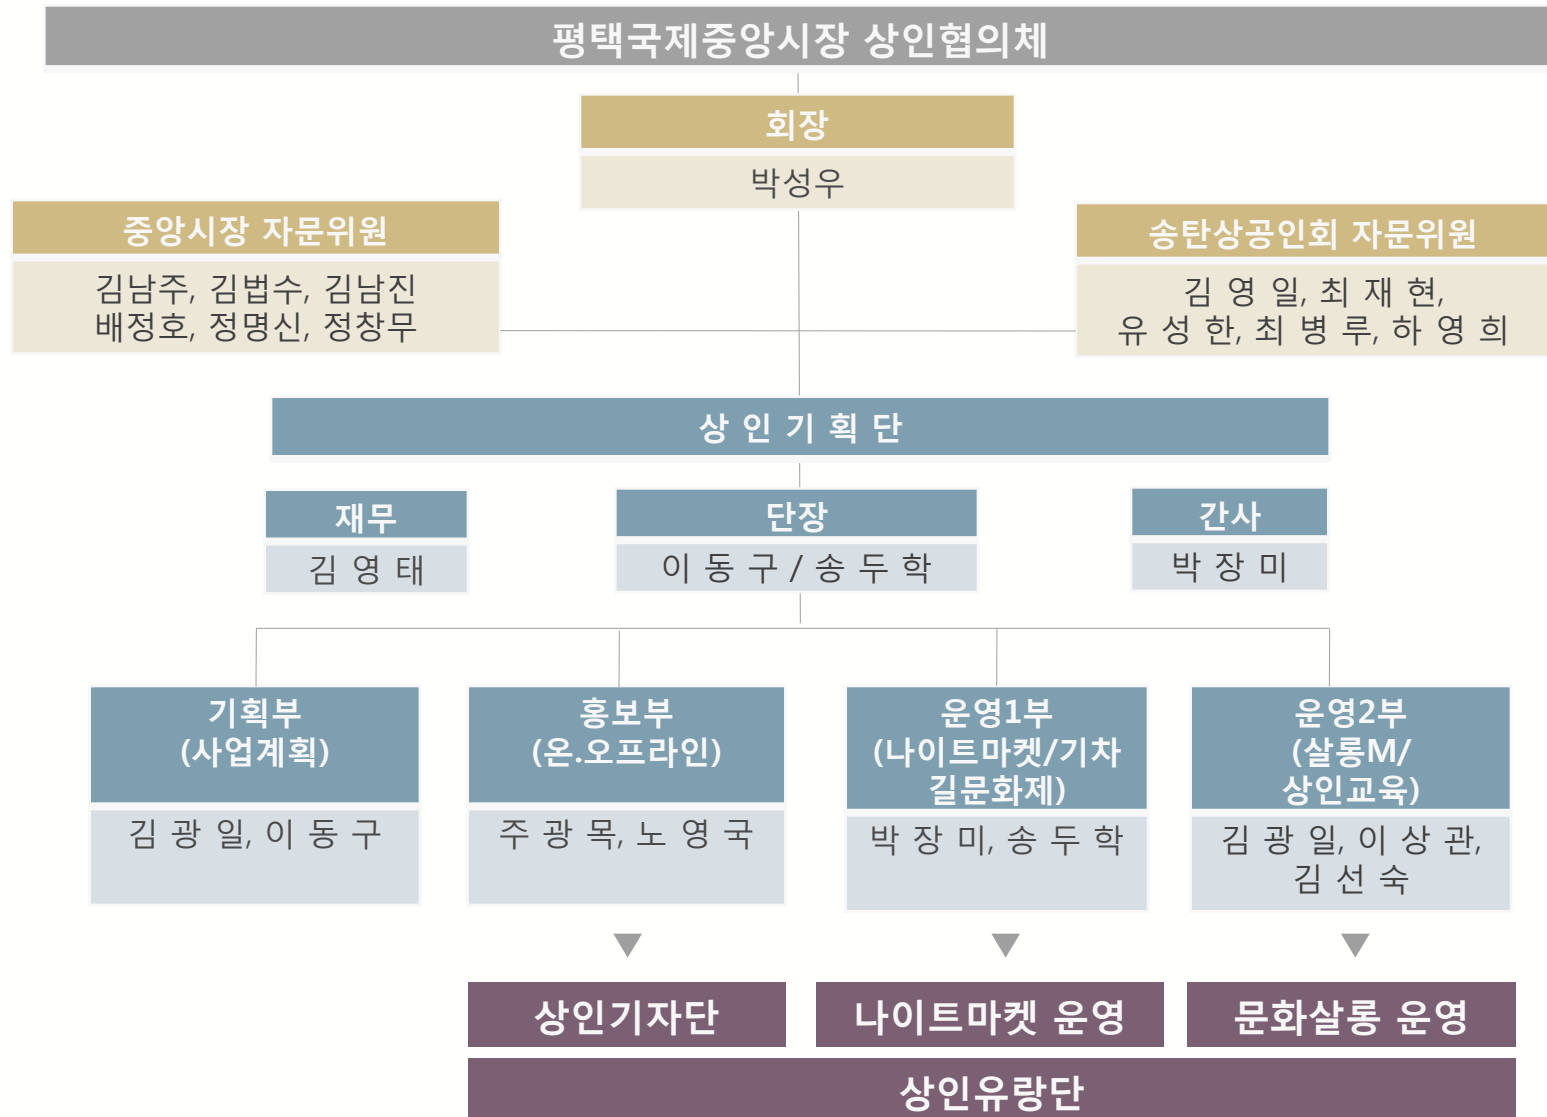 평택국제중앙시장 상인협의체
회장
박성우
중앙시장 자문위원
김남주, 김법수, 김남진
배정호, 정명신, 정창무
송탄상공인회 자문위원
김 영 일, 최 재 현,
유 성 한, 최 병 루, 하 영 희
상 인 기 획 단
재무
김 영 태
단장
이 동 구 / 송 두 학
간사
박 장 미
기획부
(사업계획)
김 광 일, 이 동 구
홍보부
(온.오프라인)
주 광 목, 노 영 국
운영1부
(나이트마켓/기차
길문화제)
박 장 미, 송 두 학
운영2부
(살롱M/
상인교육)
김 광 일, 이 상 관,
김 선 숙
상인기자단
나이트마켓 운영
문화살롱 운영
상인유랑단